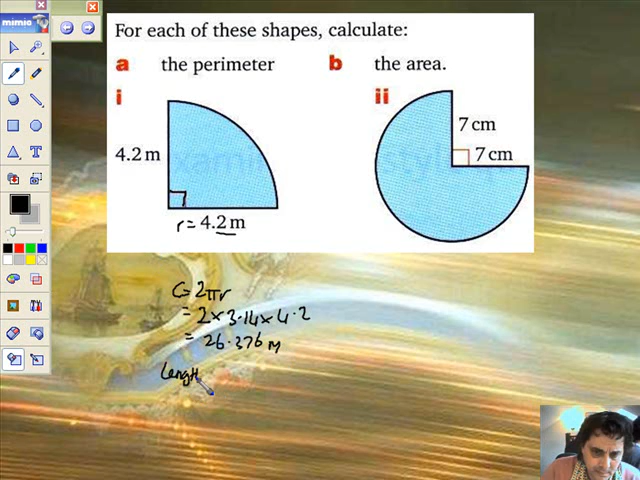 mimio
For each of these shapes, calculate:
a the perimeter b the area.
i ii
7 cm
4.2 m 7 cm
r = 4.2 m
C = 2πr
= 2 × 3.14 × 4.2
= 26.376 m
Length
T